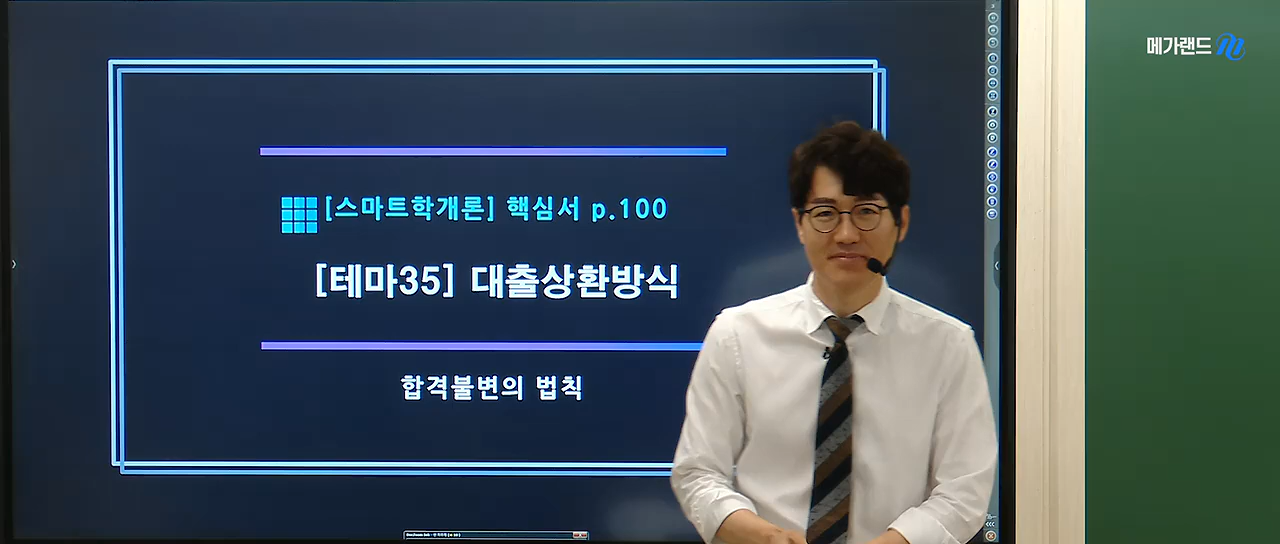 메가랜드
[스마트학개론] 핵심서 p.100
[테마35] 대출상환방식
합격불변의 법칙